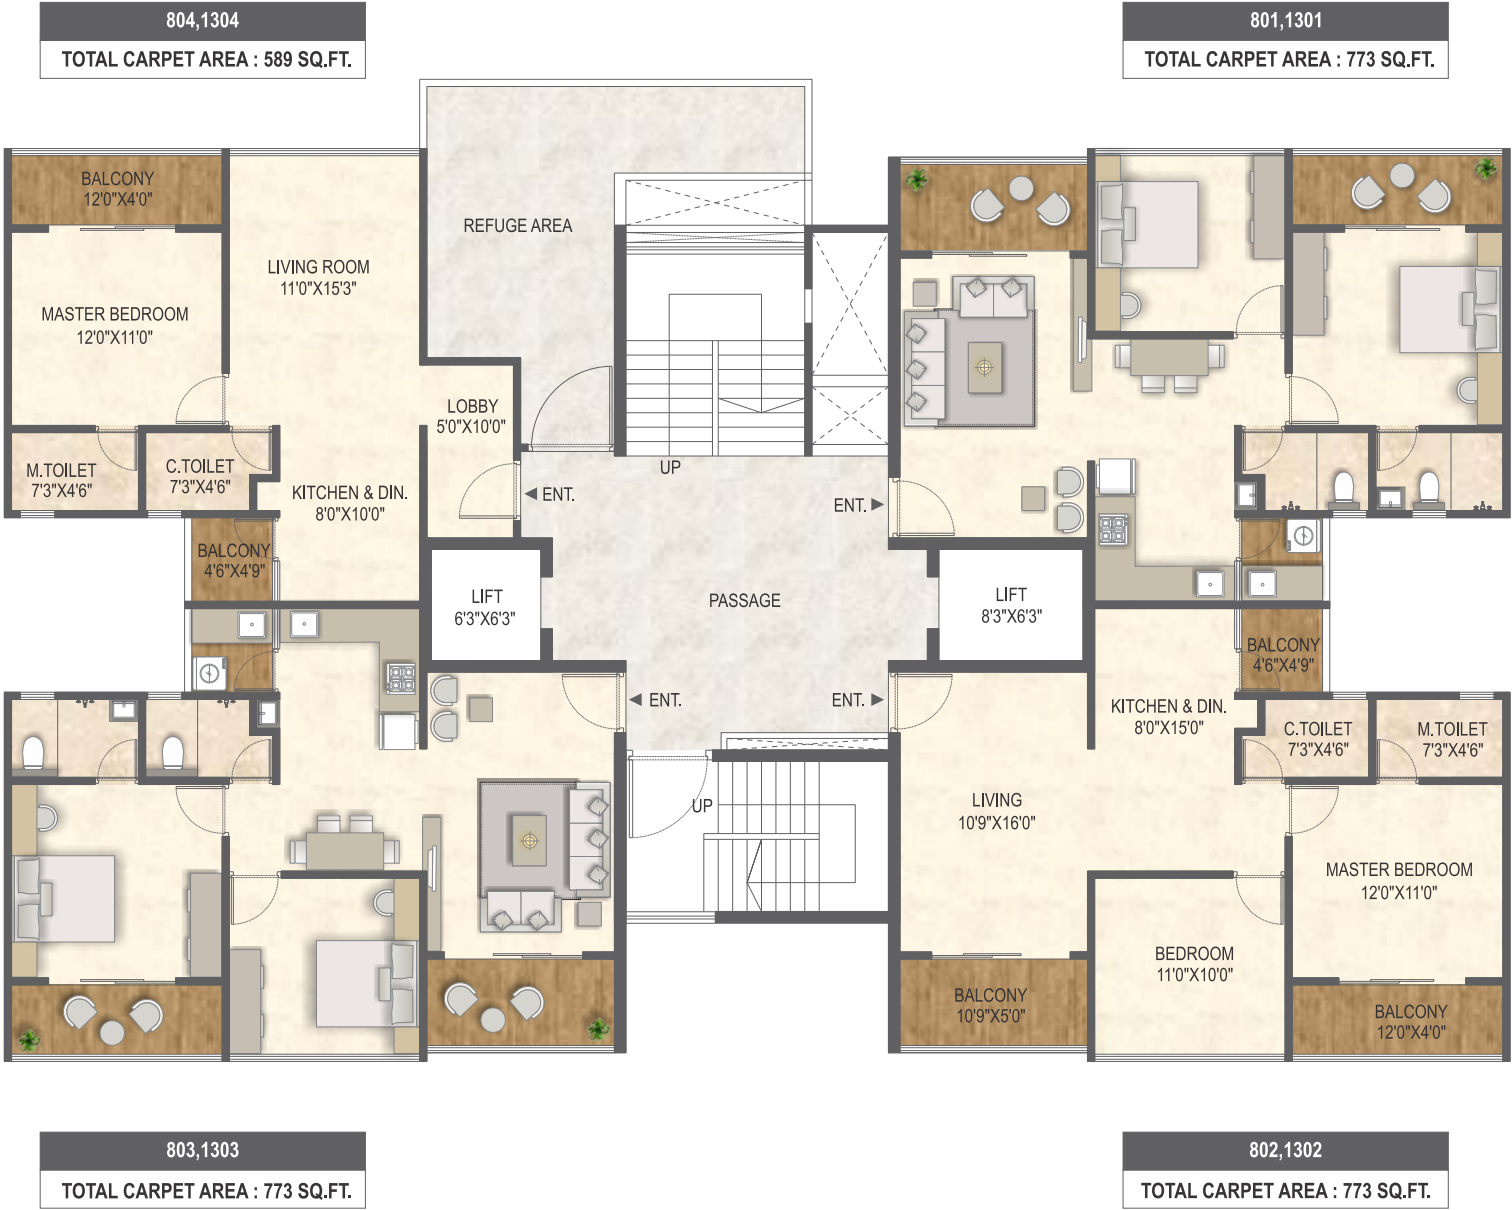 804,1304
TOTAL CARPET AREA : 589 SQ.FT.
801,1301
TOTAL CARPET AREA : 773 SQ.FT.
BALCONY
12'0"X4'0"
LIVING ROOM
11'0"X15'3"
MASTER BEDROOM
12'0"X11'0"
REFUGE AREA
LOBBY
5'0"X10'0"
M.TOILET
7'3"X4'6"
C.TOILET
7'3"X4'6"
KITCHEN & DIN.
8'0"X10'0"
BALCONY
4'6"X4'9"
UP
ENT.
ENT.
LIFT
6'3"X6'3"
PASSAGE
LIFT
8'3"X6'3"
ENT.
ENT.
UP
BALCONY
4'6"X4'9"
KITCHEN & DIN.
8'0"X15'0"
C.TOILET
7'3"X4'6"
M.TOILET
7'3"X4'6"
LIVING
10'9"X16'0"
MASTER BEDROOM
12'0"X11'0"
BEDROOM
11'0"X10'0"
BALCONY
10'9"X5'0"
BALCONY
12'0"X4'0"
803,1303
TOTAL CARPET AREA : 773 SQ.FT.
802,1302
TOTAL CARPET AREA : 773 SQ.FT.